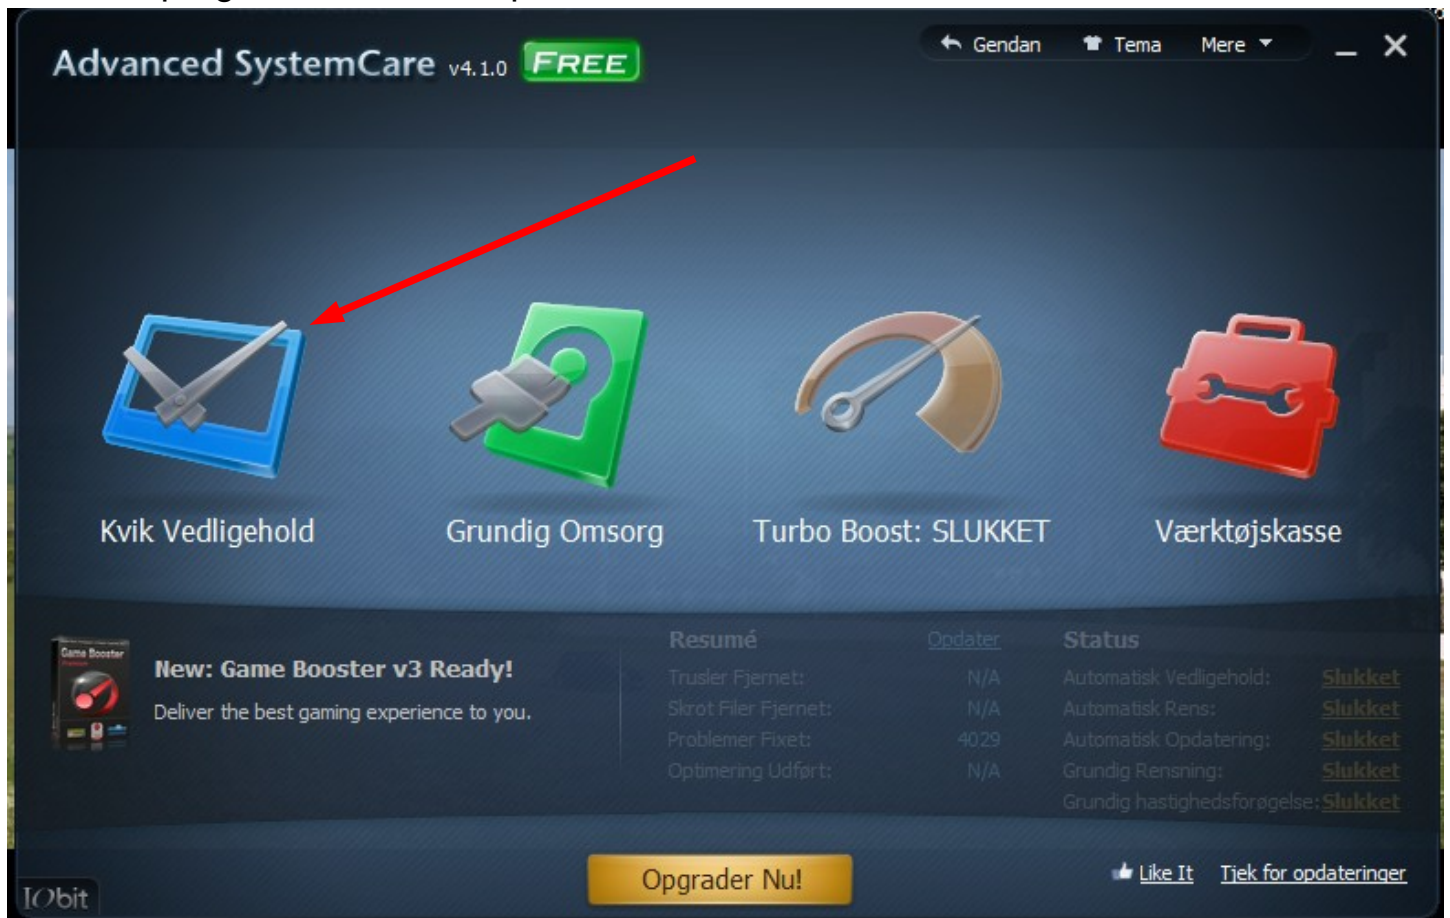 Advanced SystemCare v4.1.0 FREE
Gendan Tema Mere
Kvik Vedligehold
Grundig Omsorg
Turbo Boost: SLUKKET
Værktøjskasse
Game Booster
New: Game Booster v3 Ready!
Deliver the best gaming experience to you.
Resumé Opdater
Trusler Fjernet: N/A
Skrot Filer Fjernet: N/A
Problemer Fixet: 4029
Optimering Udført: N/A
Status
Automatisk Vedligehold: Slukket
Automatisk Rens: Slukket
Automatisk Opdatering: Slukket
Grundig Rensning: Slukket
Grundig hastighedsforøgelse: Slukket
IObit
Opgrader Nu!
Like It Tjek for opdateringer